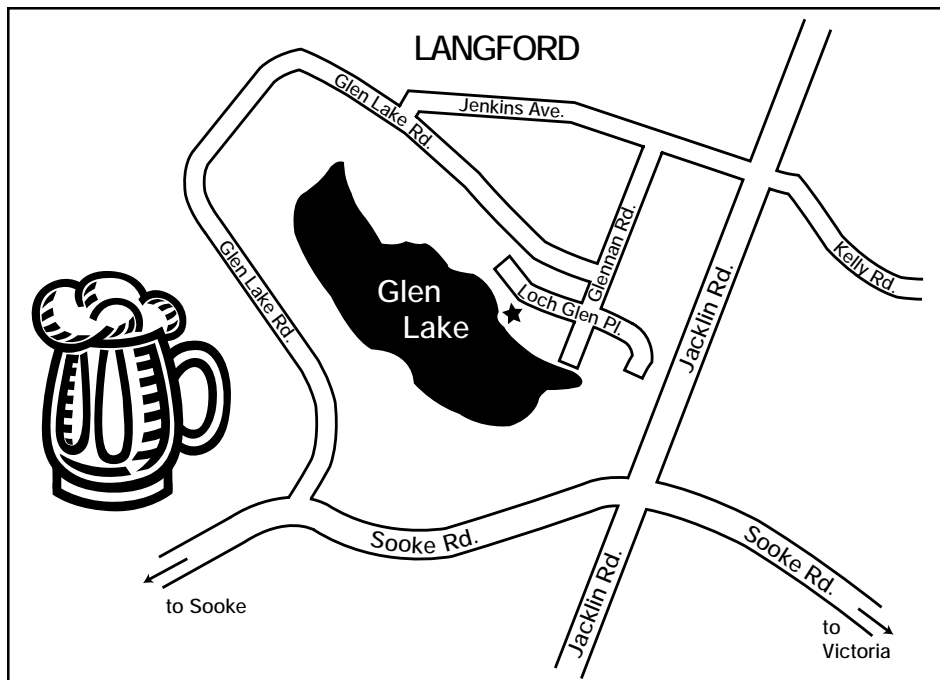 LANGFORD
Glen Lake Rd.
Jenkins Ave.
Glennan Rd.
Kelly Rd.
Glen Lake Rd.
Loch Glen Pl.
Jacklin Rd.
Glen
Lake
Sooke Rd.
Sooke Rd.
Jacklin Rd.
to Sooke
to
Victoria